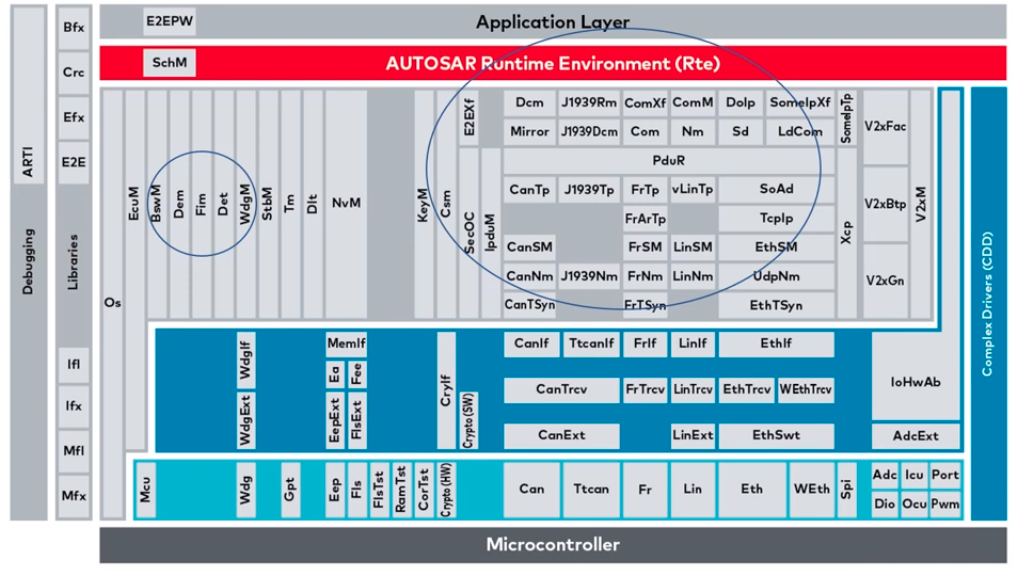 Bfx
E2EPW
Application Layer
Crc
SchM
AUTOSAR Runtime Environment (Rte)
Efx
E2E
Libraries
Ifl
Ifx
Mfl
Mfx
ARTI
Debugging
Os
EcuM
BswM
Dem
Fim
Det
WdgM
StbM
Tm
Dlt
NvM
KeyM
Csm
E2EXf
SecOC
IpduM
Dcm J1939Rm ComXf ComM DoIp SomeIpXf
Mirror J1939Dcm Com Nm Sd LdCom
PduR
CanTp J1939Tp FrTp vLinTp SoAd
FrArTp TcpIp
CanSM FrSM LinSM EthSM
CanNm J1939Nm FrNm LinNm UdpNm
CanTSyn FrTSyn EthTSyn
SomeIpTp
Xcp
V2xFac
V2xBtp
V2xGn
V2xM
Complex Drivers (CDD)
WdgIf
MemIf
Ea
Fee
WdgExt
EepExt
FlsExt
CryIf
Crypto (SW)
CanIf TtcanIf FrIf LinIf EthIf
CanTrcv FrTrcv LinTrcv EthTrcv WEthTrcv
CanExt LinExt EthSwt
IoHwAb
AdcExt
Mcu
Wdg
Gpt
Eep
Fls
FlsTst
RamTst
CorTst
Crypto (HW)
Can Ttcan Fr Lin Eth WEth
Spi
Adc Icu Port
Dio Ocu Pwm
Microcontroller